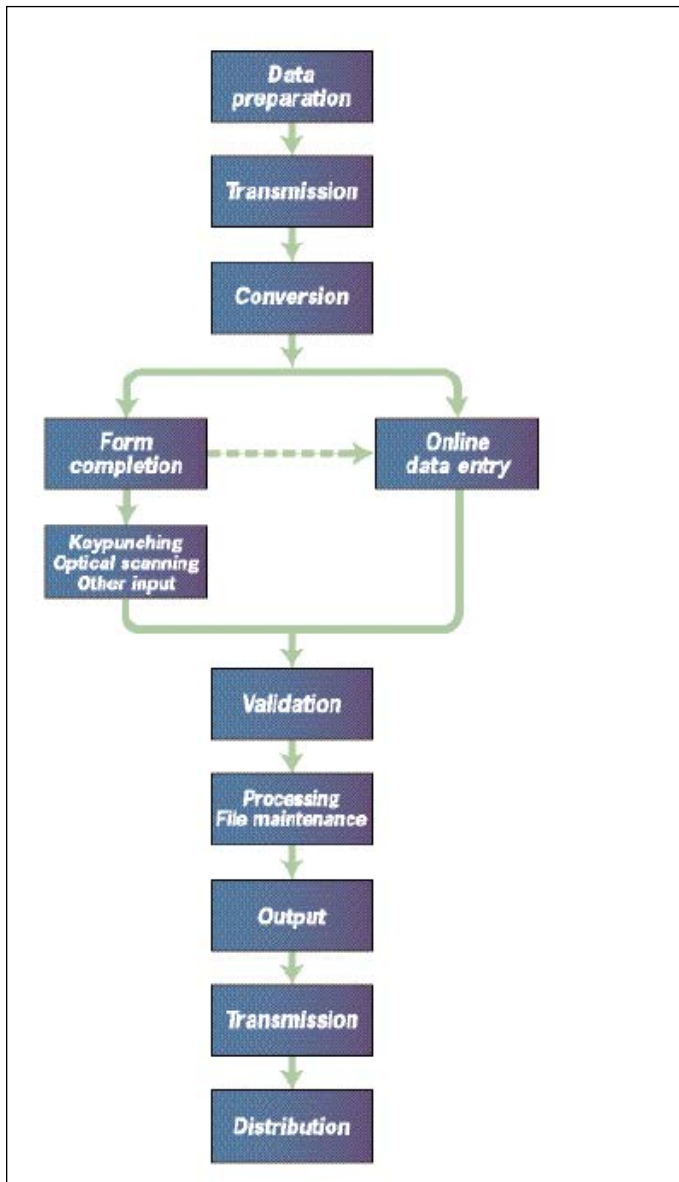 Data
preparation
Transmission
Conversion
Form
completion
Online
data entry
Keypunching
Optical scanning
Other input
Validation
Processing
File maintenance
Output
Transmission
Distribution